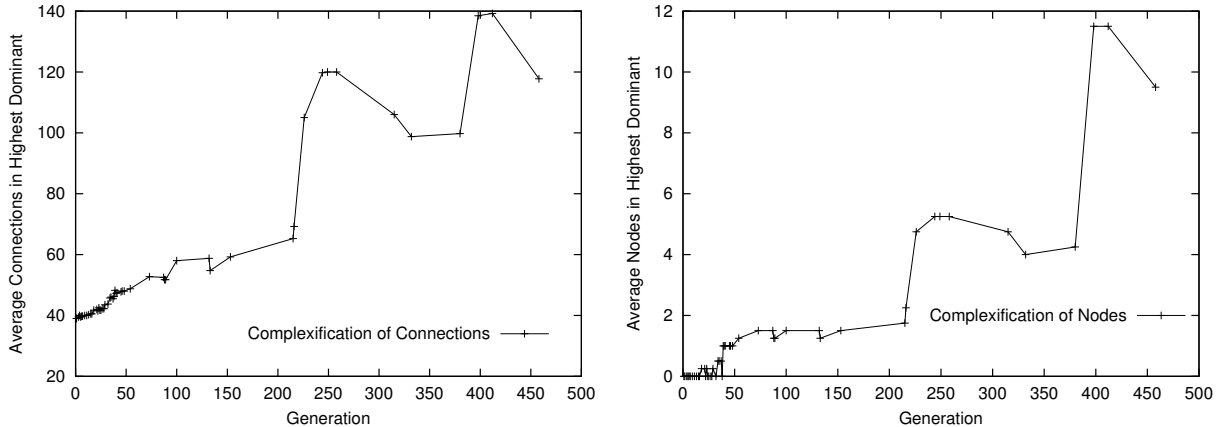 Average Connections in Highest Dominant
140
120
100
80
60
40
20
Complexification of Connections
0 50 100 150 200 250 300 350 400 450 500
Generation
Average Nodes in Highest Dominant
12
10
8
6
4
2
0
Complexification of Nodes
0 50 100 150 200 250 300 350 400 450 500
Generation